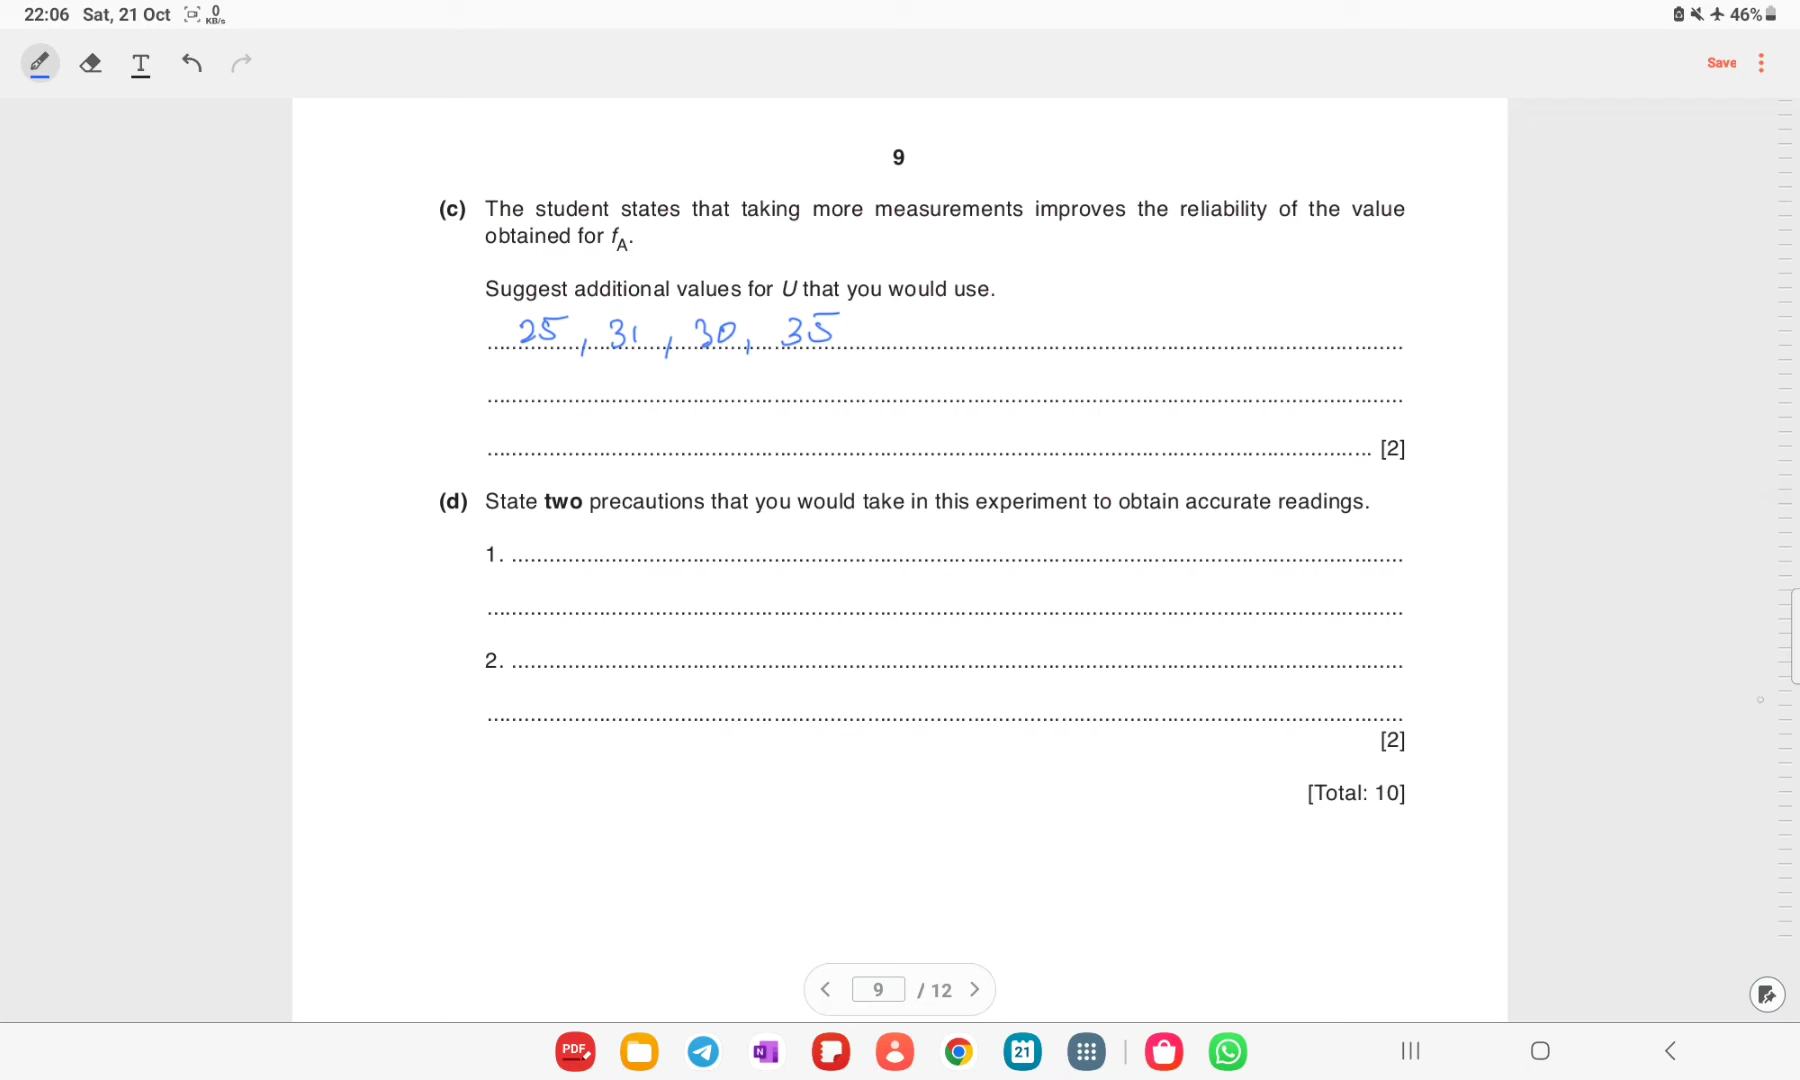 22:06 Sat, 21 Oct 0 KB/s 46%
T Save
9
(c) The student states that taking more measurements improves the reliability of the value
obtained for fA.
Suggest additional values for U that you would use.
25, 31, 30, 35
[2]
(d) State two precautions that you would take in this experiment to obtain accurate readings.
1.
2.
[2]
[Total: 10]
9 / 12
PDF N 21